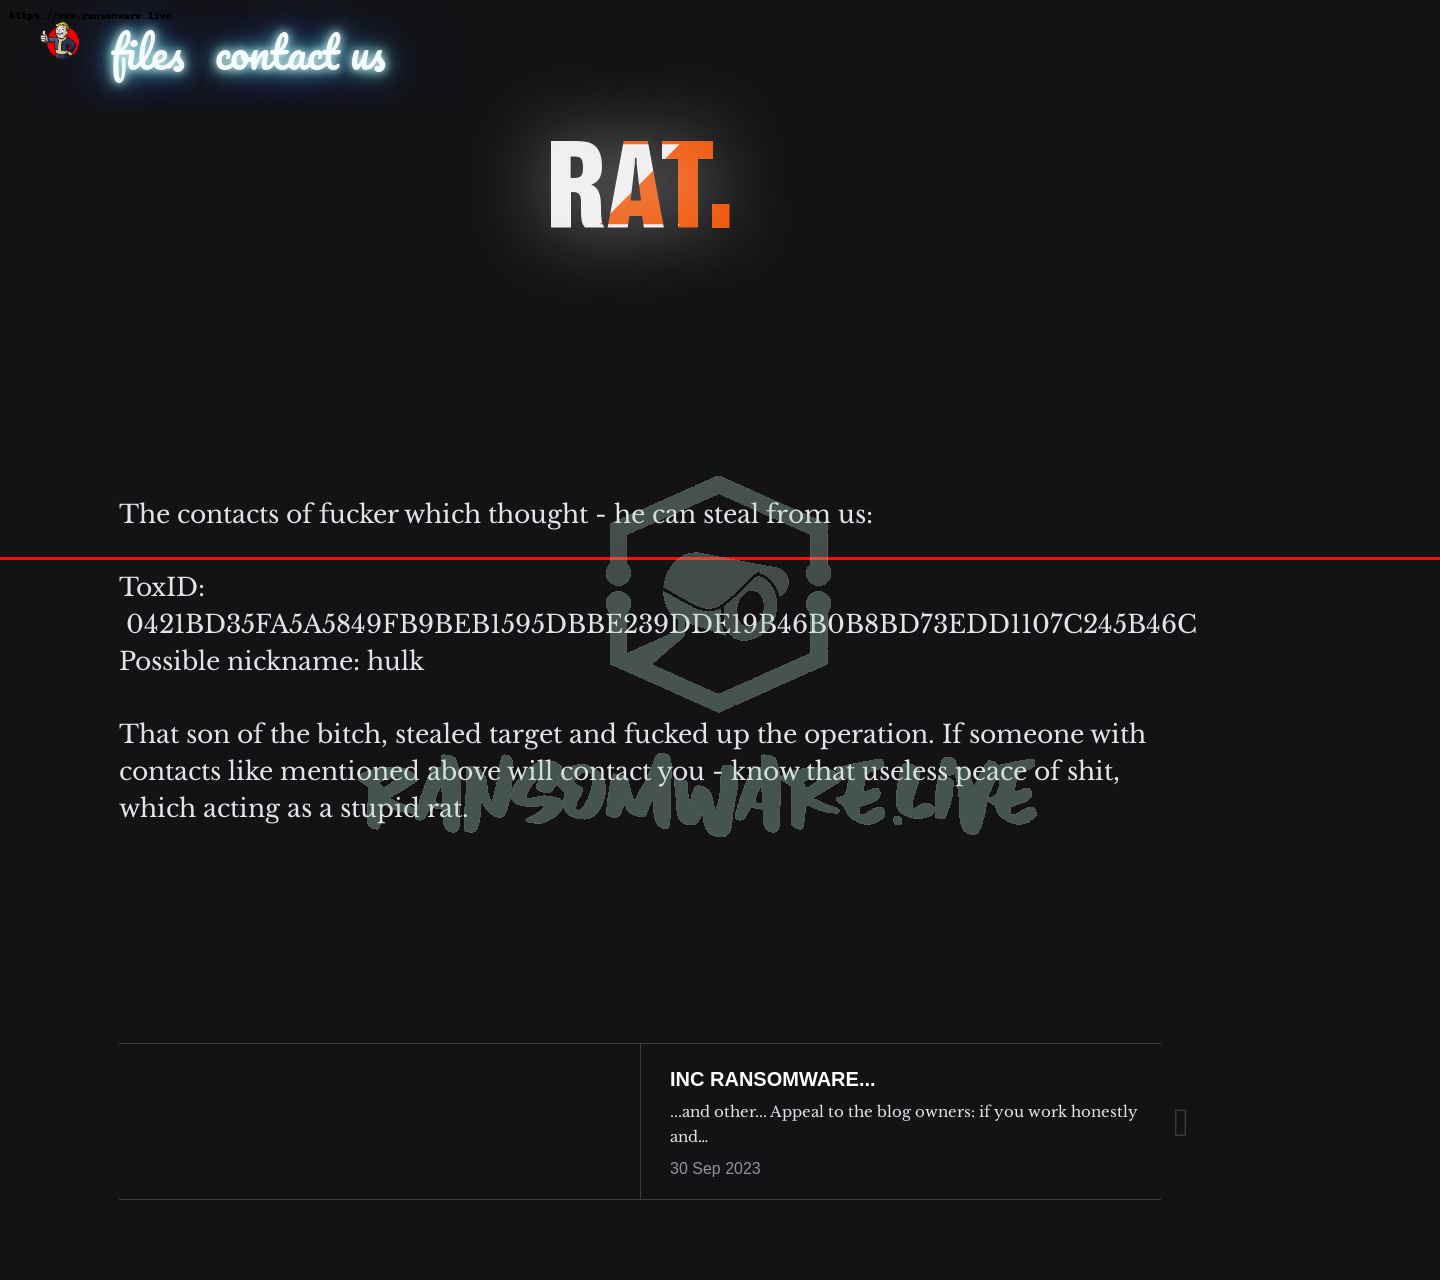 https://www.ransomware.live
files contact us
RAT.
The contacts of fucker which thought - he can steal from us:
ToxID:
0421BD35FA5A5849FB9BEB1595DBBE239DDE19B46B0B8BD73EDD1107C245B46C
Possible nickname: hulk
That son of the bitch, stealed target and fucked up the operation. If someone with
contacts like mentioned above will contact you - know that useless peace of shit,
which acting as a stupid rat.
RANSOMWARE.LIVE
INC RANSOMWARE...
...and other... Appeal to the blog owners: if you work honestly
and...
30 Sep 2023